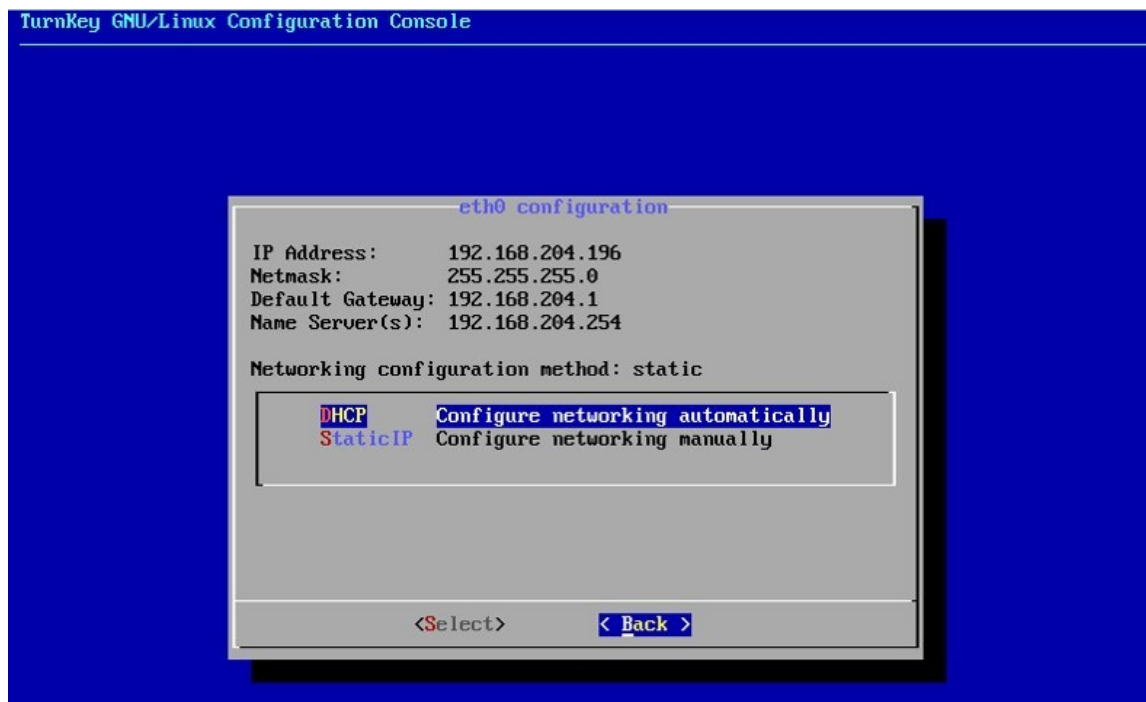 TurnKey GNU/Linux Configuration Console
eth0 configuration
IP Address: 192.168.204.196
Netmask: 255.255.255.0
Default Gateway: 192.168.204.1
Name Server(s): 192.168.204.254
Networking configuration method: static
DHCP Configure networking automatically
StaticIP Configure networking manually
<Select> < Back >